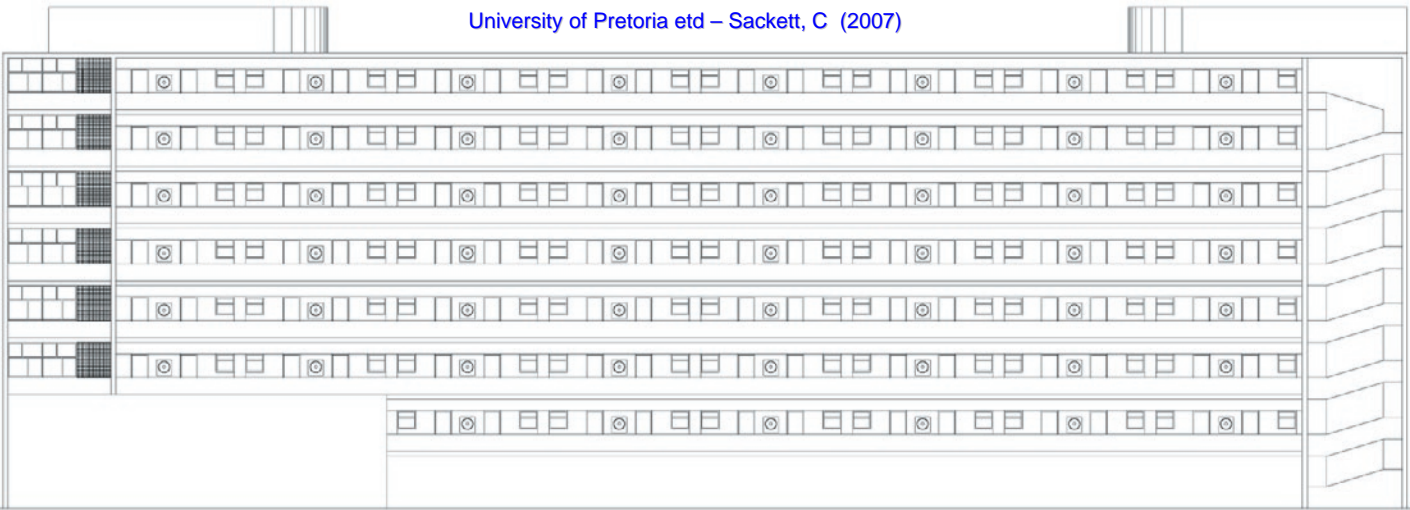 University of Pretoria etd – Sackett, C (2007)